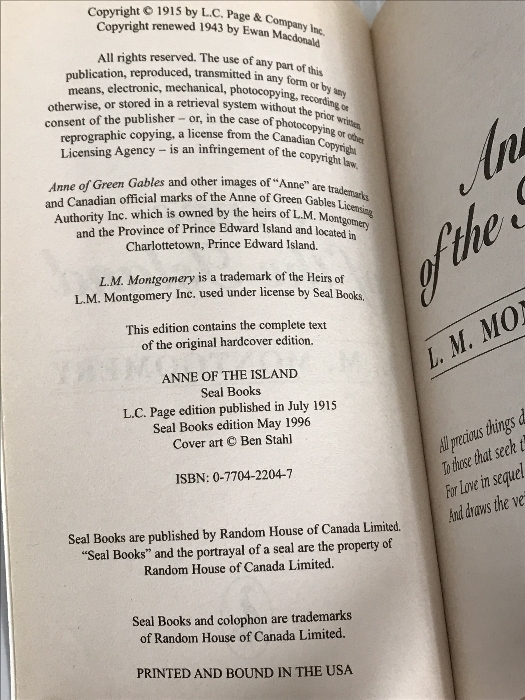 Copyright © 1915 by L.C. Page & Company Inc.
Copyright renewed 1943 by Ewan Macdonald
All rights reserved. The use of any part of this
publication, reproduced, transmitted in any form or by any
means, electronic, mechanical, photocopying, recording or
otherwise, or stored in a retrieval system without the prior written
consent of the publisher – or, in the case of photocopying or other
reprographic copying, a license from the Canadian Copyright
Licensing Agency – is an infringement of the copyright law.
Anne of Green Gables and other images of "Anne" are trademarks
and Canadian official marks of the Anne of Green Gables Licensing
Authority Inc. which is owned by the heirs of L.M. Montgomery
and the Province of Prince Edward Island and located in
Charlottetown, Prince Edward Island.
L.M. Montgomery is a trademark of the Heirs of
L.M. Montgomery Inc. used under license by Seal Books.
This edition contains the complete text
of the original hardcover edition.
ANNE OF THE ISLAND
Seal Books
L.C. Page edition published in July 1915
Seal Books edition May 1996
Cover art © Ben Stahl
ISBN: 0-7704-2204-7
Seal Books are published by Random House of Canada Limited.
"Seal Books" and the portrayal of a seal are the property of
Random House of Canada Limited.
Seal Books and colophon are trademarks
of Random House of Canada Limited.
PRINTED AND BOUND IN THE USA
of the
L. M.
All precious things
To those that seek
For Love in sequel
And draws the